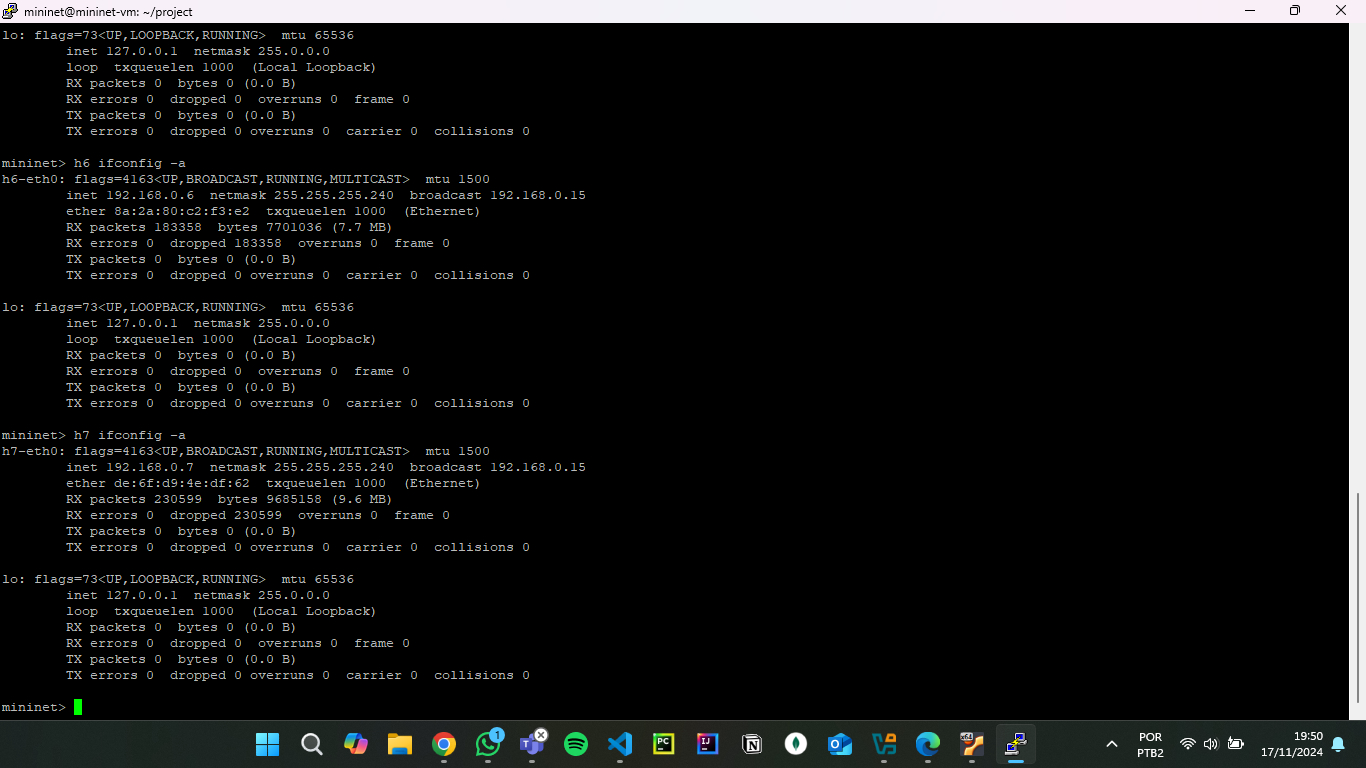 mininet@mininet-vm: ~/project
lo: flags=73<UP,LOOPBACK,RUNNING>  mtu 65536
        inet 127.0.0.1  netmask 255.0.0.0
        loop  txqueuelen 1000  (Local Loopback)
        RX packets 0  bytes 0 (0.0 B)
        RX errors 0  dropped 0  overruns 0  frame 0
        TX packets 0  bytes 0 (0.0 B)
        TX errors 0  dropped 0 overruns 0  carrier 0  collisions 0

mininet> h6 ifconfig -a
h6-eth0: flags=4163<UP,BROADCAST,RUNNING,MULTICAST>  mtu 1500
        inet 192.168.0.6  netmask 255.255.255.240  broadcast 192.168.0.15
        ether 8a:2a:80:c2:f3:e2  txqueuelen 1000  (Ethernet)
        RX packets 183358  bytes 7701036 (7.7 MB)
        RX errors 0  dropped 183358  overruns 0  frame 0
        TX packets 0  bytes 0 (0.0 B)
        TX errors 0  dropped 0 overruns 0  carrier 0  collisions 0

lo: flags=73<UP,LOOPBACK,RUNNING>  mtu 65536
        inet 127.0.0.1  netmask 255.0.0.0
        loop  txqueuelen 1000  (Local Loopback)
        RX packets 0  bytes 0 (0.0 B)
        RX errors 0  dropped 0  overruns 0  frame 0
        TX packets 0  bytes 0 (0.0 B)
        TX errors 0  dropped 0 overruns 0  carrier 0  collisions 0

mininet> h7 ifconfig -a
h7-eth0: flags=4163<UP,BROADCAST,RUNNING,MULTICAST>  mtu 1500
        inet 192.168.0.7  netmask 255.255.255.240  broadcast 192.168.0.15
        ether de:6f:d9:4e:df:62  txqueuelen 1000  (Ethernet)
        RX packets 230599  bytes 9685158 (9.6 MB)
        RX errors 0  dropped 230599  overruns 0  frame 0
        TX packets 0  bytes 0 (0.0 B)
        TX errors 0  dropped 0 overruns 0  carrier 0  collisions 0

lo: flags=73<UP,LOOPBACK,RUNNING>  mtu 65536
        inet 127.0.0.1  netmask 255.0.0.0
        loop  txqueuelen 1000  (Local Loopback)
        RX packets 0  bytes 0 (0.0 B)
        RX errors 0  dropped 0  overruns 0  frame 0
        TX packets 0  bytes 0 (0.0 B)
        TX errors 0  dropped 0 overruns 0  carrier 0  collisions 0

mininet>
1
PC
IJ
x64
POR
PTB2
19:50
17/11/2024